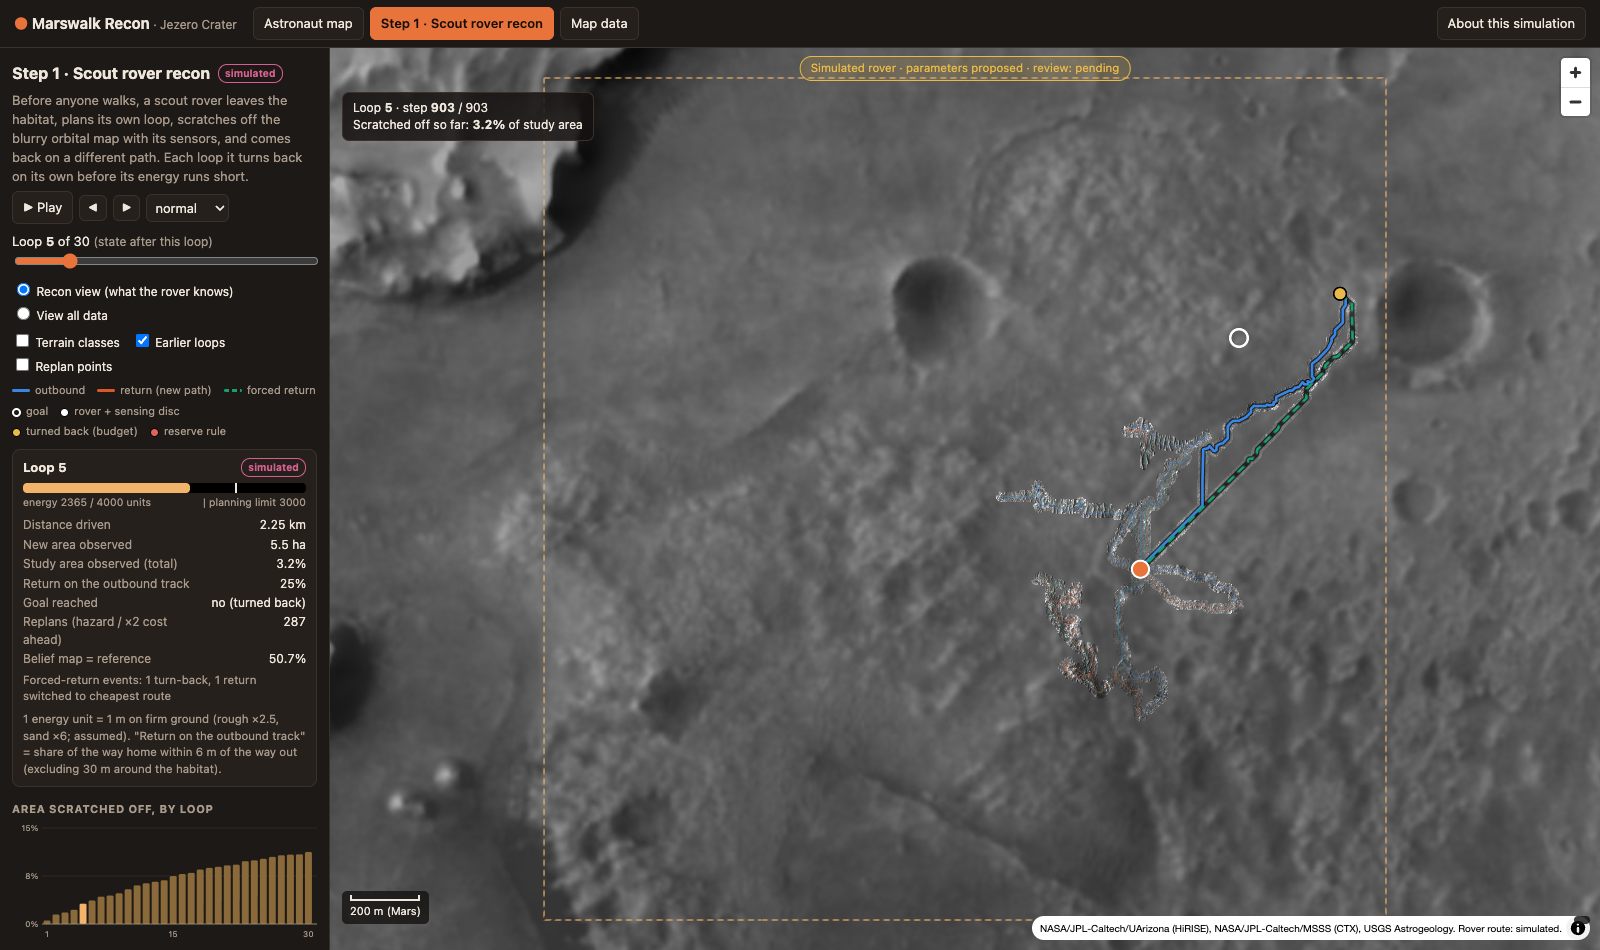 Marswalk Recon · Jezero Crater
Astronaut map
Step 1 · Scout rover recon
Map data
About this simulation
Step 1 · Scout rover recon
simulated
Before anyone walks, a scout rover leaves the
habitat, plans its own loop, scratches off the
blurry orbital map with its sensors, and comes
back on a different path. Each loop it turns back
on its own before its energy runs short.
Play
normal
Loop 5 of 30 (state after this loop)
Recon view (what the rover knows)
View all data
Terrain classes
Earlier loops
Replan points
outbound
return (new path)
forced return
goal
rover + sensing disc
turned back (budget)
reserve rule
Loop 5
simulated
energy 2365 / 4000 units
| planning limit 3000
Distance driven 2.25 km
New area observed 5.5 ha
Study area observed (total) 3.2%
Return on the outbound track 25%
Goal reached no (turned back)
Replans (hazard / ×2 cost 287
ahead)
Belief map = reference 50.7%
Forced-return events: 1 turn-back, 1 return
switched to cheapest route
1 energy unit = 1 m on firm ground (rough ×2.5,
sand ×6; assumed). "Return on the outbound track"
= share of the way home within 6 m of the way out
(excluding 30 m around the habitat).
AREA SCRATCHED OFF, BY LOOP
15%
8%
0%
1
15
30
Simulated rover · parameters proposed · review: pending
Loop 5 · step 903 / 903
Scratched off so far: 3.2% of study area
+
−
200 m (Mars)
NASA/JPL-Caltech/UArizona (HiRISE), NASA/JPL-Caltech/MSSS (CTX), USGS Astrogeology. Rover route: simulated.